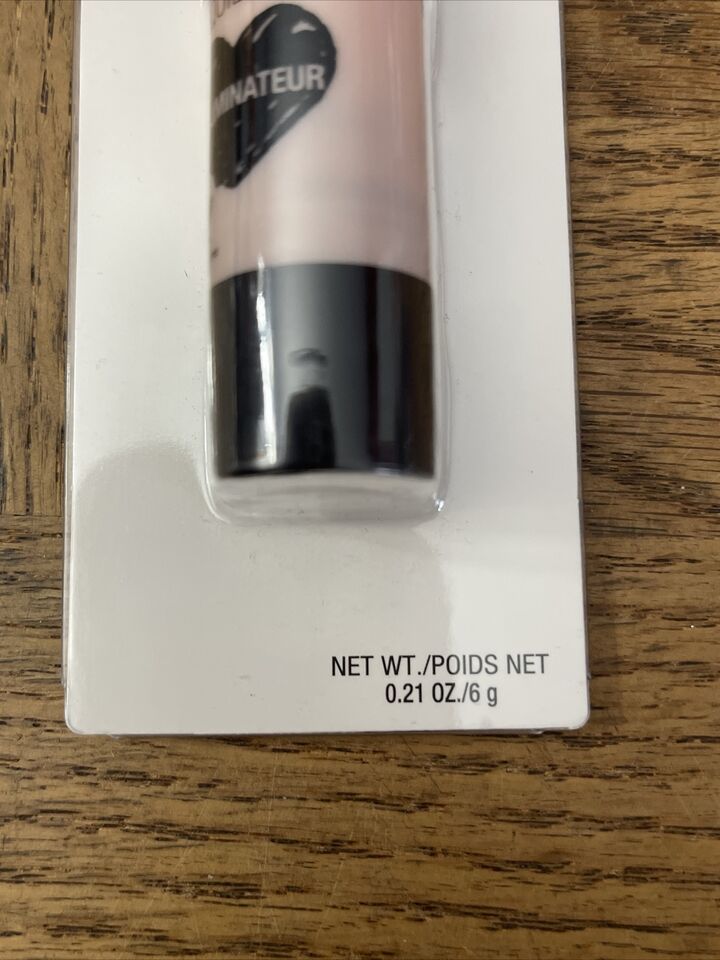 MINATEUR
NET WT./POIDS NET
0.21 OZ./6 g